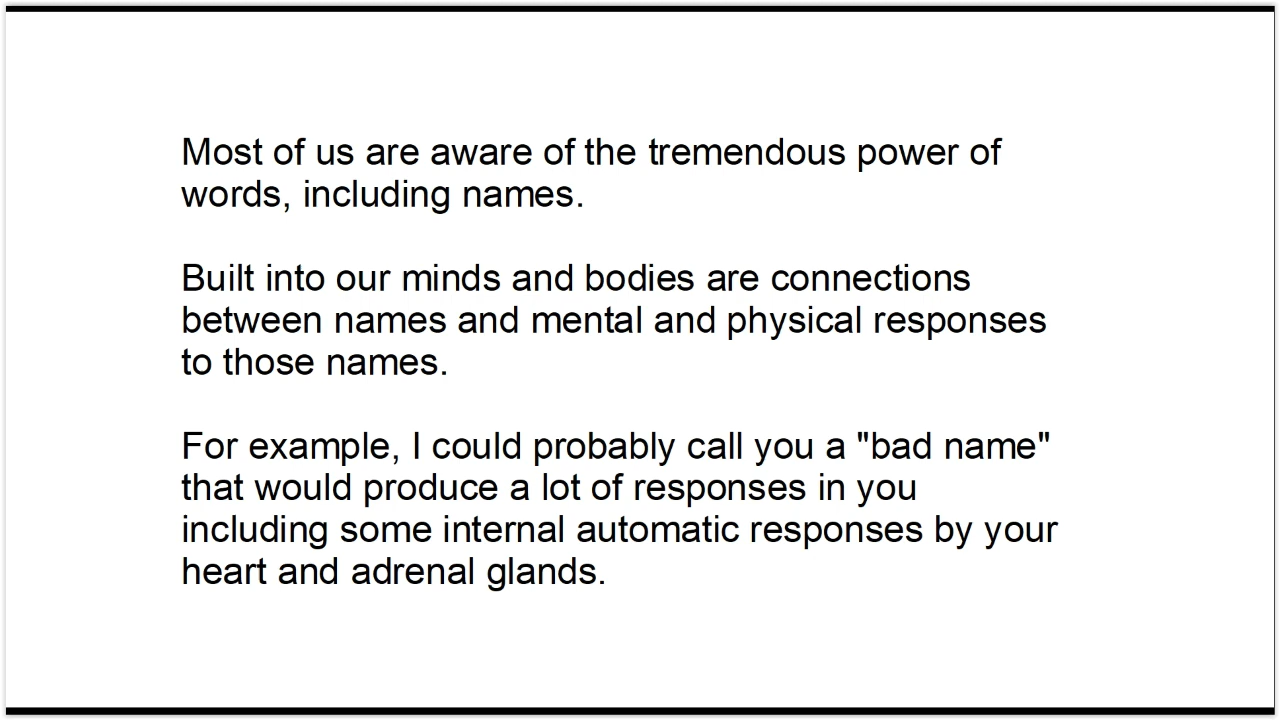 Most of us are aware of the tremendous power of
words, including names.
Built into our minds and bodies are connections
between names and mental and physical responses
to those names.
For example, I could probably call you a "bad name"
that would produce a lot of responses in you
including some internal automatic responses by your
heart and adrenal glands.